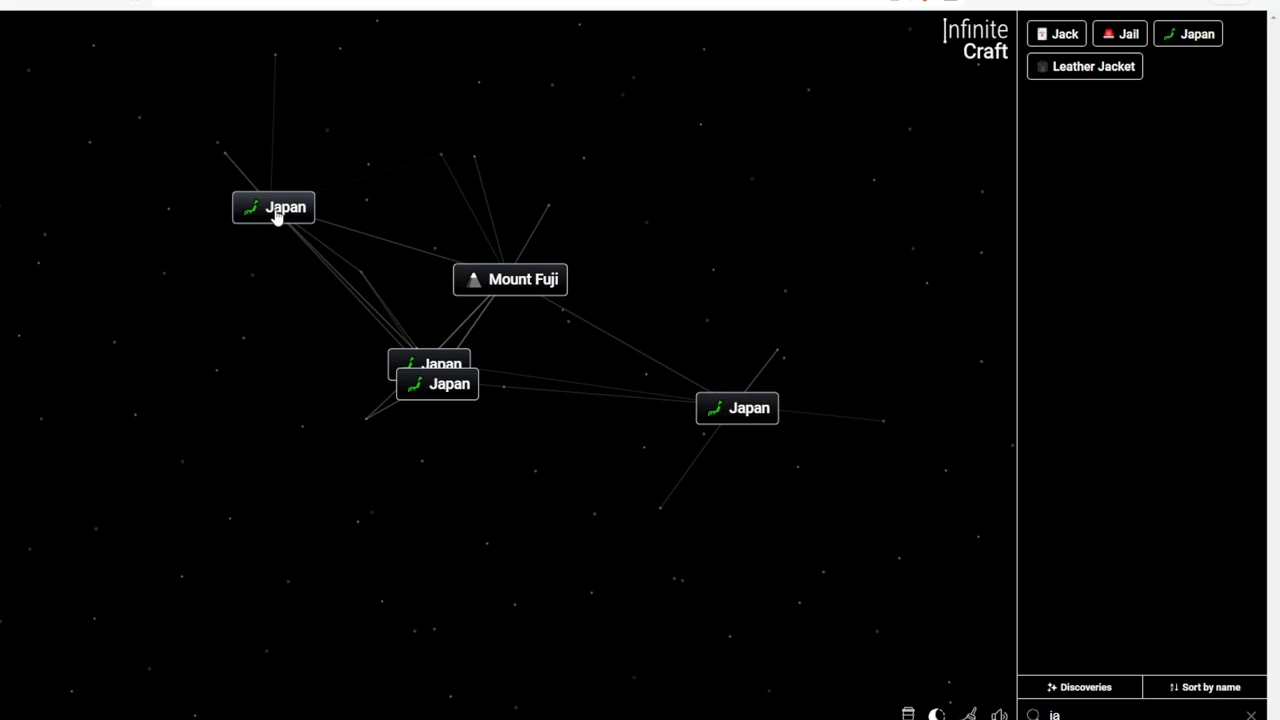 Infinite
Craft
Jack
Jail
Japan
Leather Jacket
Japan
Mount Fuji
Japan
Japan
Japan
Discoveries
Sort by name
ja